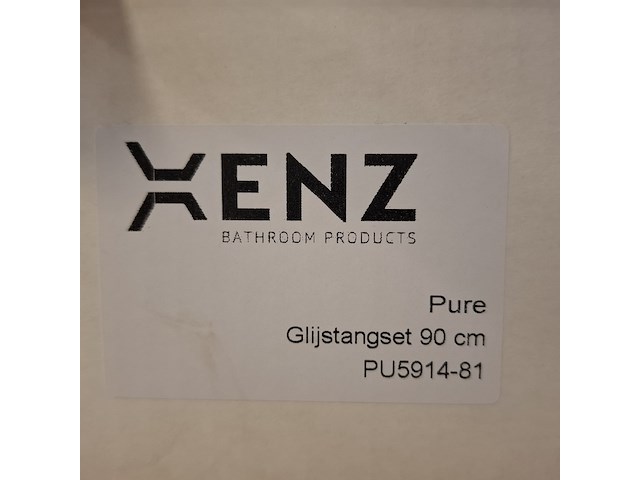 XENZ
BATHROOM PRODUCTS
Pure
Glijstangset 90 cm
PU5914-81